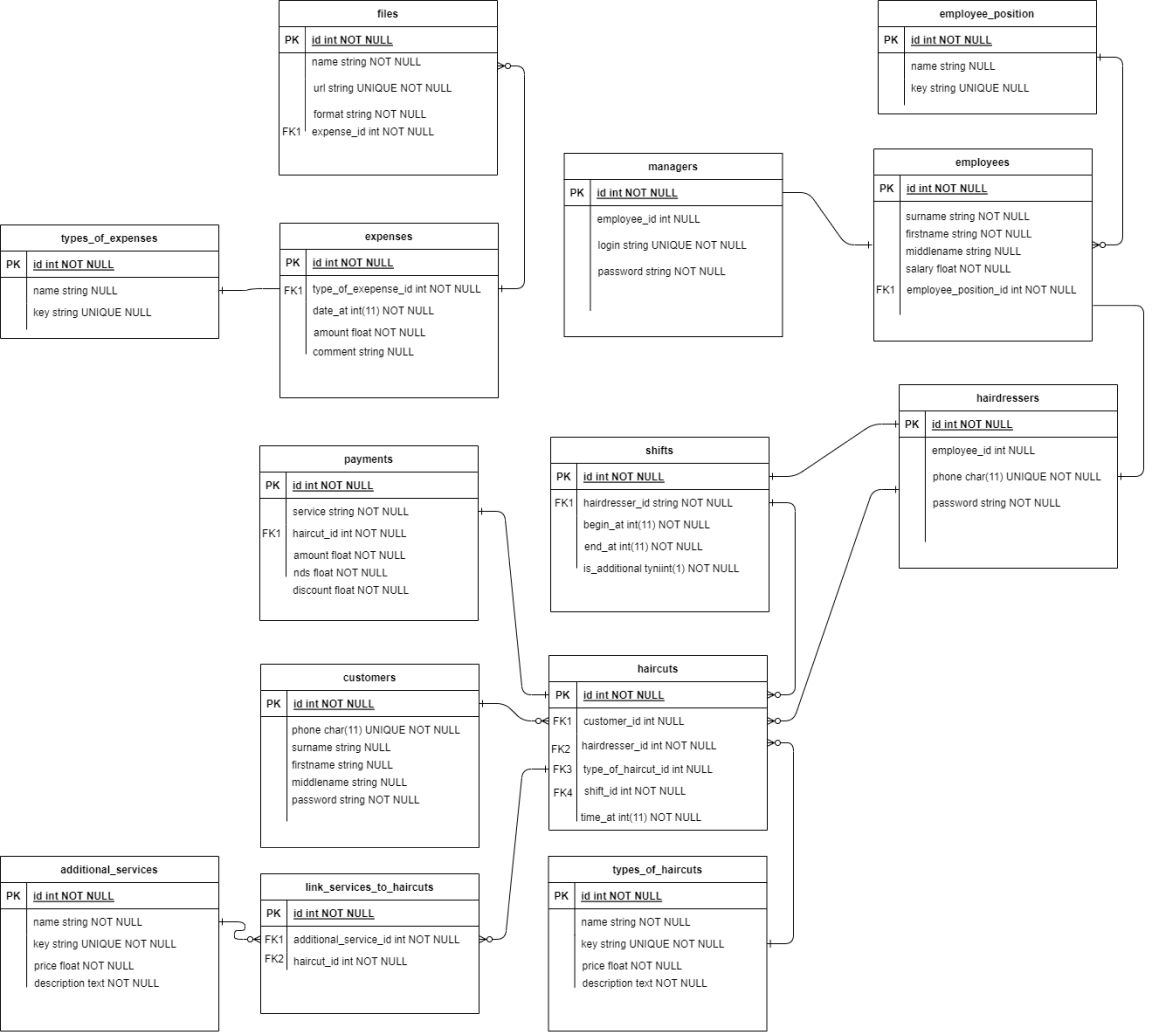 files
PK id int NOT NULL
name string NOT NULL
url string UNIQUE NOT NULL
format string NOT NULL
FK1 expense_id int NOT NULL
employee_position
PK id int NOT NULL
name string NULL
key string UNIQUE NULL
managers
PK id int NOT NULL
employee_id int NULL
login string UNIQUE NOT NULL
password string NOT NULL
employees
PK id int NOT NULL
surname string NOT NULL
firstname string NOT NULL
middlename string NULL
salary float NOT NULL
FK1 employee_position_id int NOT NULL
types_of_expenses
PK id int NOT NULL
name string NULL
key string UNIQUE NULL
expenses
PK id int NOT NULL
FK1 type_of_exepense_id int NOT NULL
date_at int(11) NOT NULL
amount float NOT NULL
comment string NULL
hairdressers
PK id int NOT NULL
employee_id int NULL
phone char(11) UNIQUE NOT NULL
password string NOT NULL
payments
PK id int NOT NULL
service string NOT NULL
FK1 haircut_id int NOT NULL
amount float NOT NULL
nds float NOT NULL
discount float NOT NULL
shifts
PK id int NOT NULL
FK1 hairdresser_id string NOT NULL
begin_at int(11) NOT NULL
end_at int(11) NOT NULL
is_additional tyniint(1) NOT NULL
customers
PK id int NOT NULL
phone char(11) UNIQUE NOT NULL
surname string NULL
firstname string NULL
middlename string NULL
password string NOT NULL
haircuts
PK id int NOT NULL
FK1 customer_id int NULL
FK2 hairdresser_id int NOT NULL
FK3 type_of_haircut_id int NULL
FK4 shift_id int NOT NULL
time_at int(11) NOT NULL
additional_services
PK id int NOT NULL
name string NOT NULL
key string UNIQUE NOT NULL
price float NOT NULL
description text NOT NULL
link_services_to_haircuts
PK id int NOT NULL
FK1 additional_service_id int NOT NULL
FK2 haircut_id int NOT NULL
types_of_haircuts
PK id int NOT NULL
name string NOT NULL
key string UNIQUE NOT NULL
price float NOT NULL
description text NOT NULL